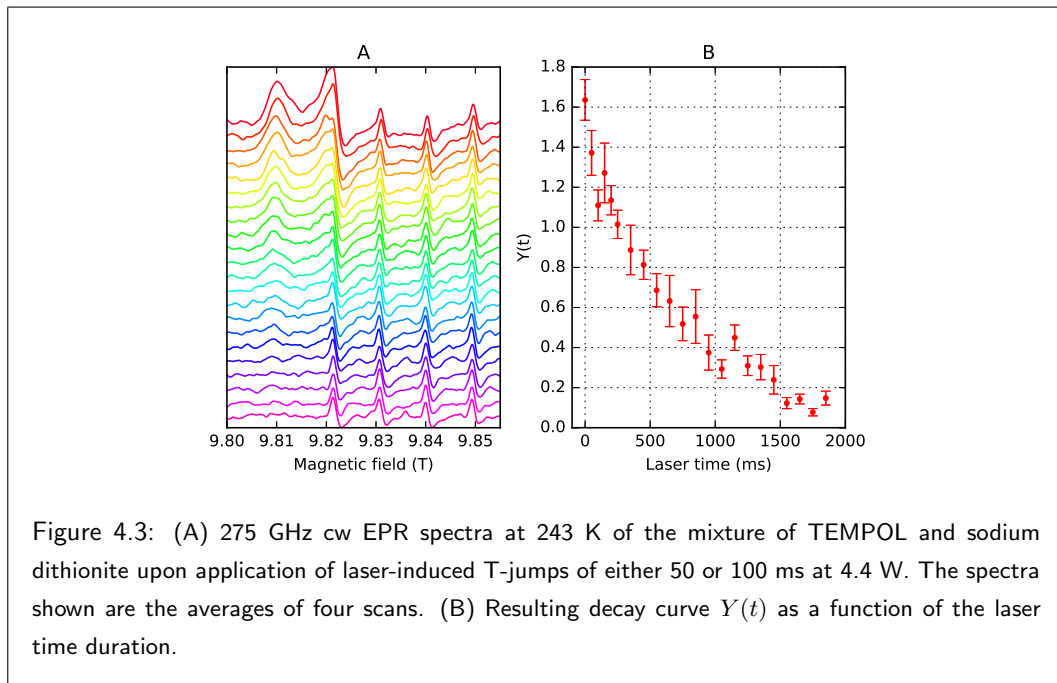 A
B
9.80 9.81 9.82 9.83 9.84 9.85
Magnetic field (T)
1.8
1.6
1.4
1.2
1.0
0.8
0.6
0.4
0.2
0.0
Y(t)
0 500 1000 1500 2000
Laser time (ms)
Figure 4.3: (A) 275 GHz cw EPR spectra at 243 K of the mixture of TEMPOL and sodium
dithionite upon application of laser-induced T-jumps of either 50 or 100 ms at 4.4 W. The spectra
shown are the averages of four scans. (B) Resulting decay curve Y(t) as a function of the laser
time duration.